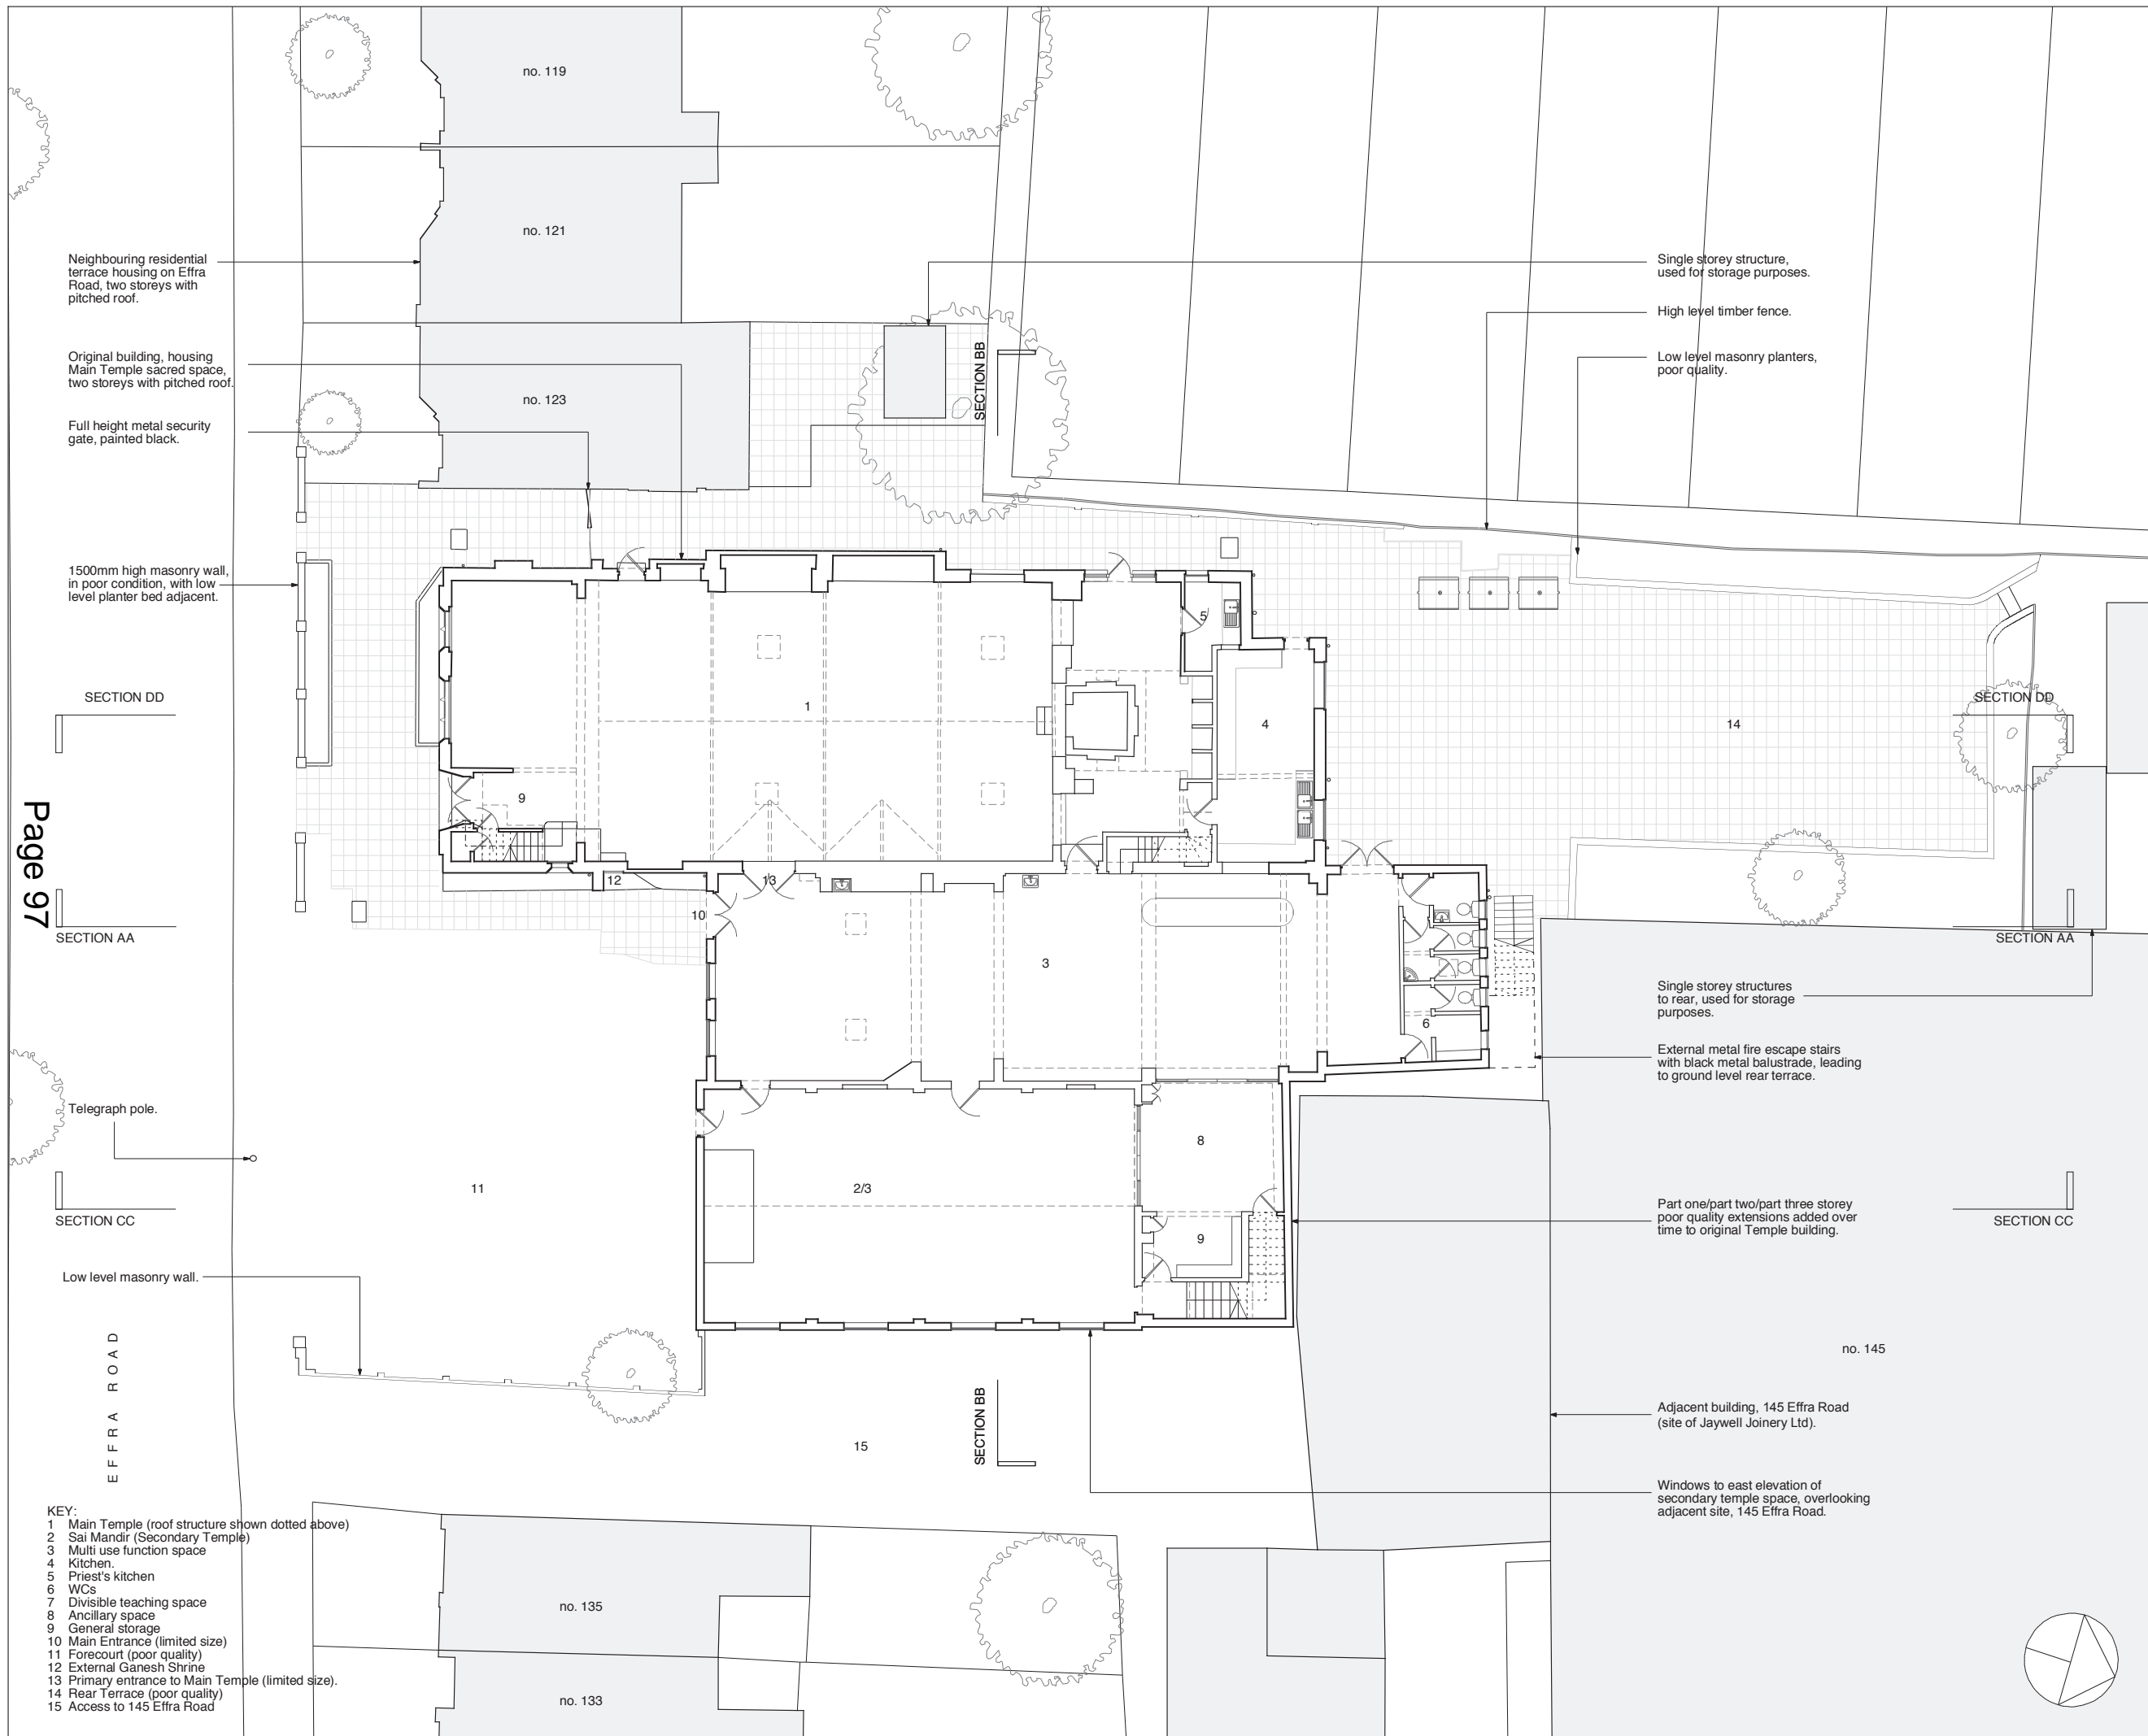 no. 119
no. 121
Neighbouring residential
terrace housing on Effra
Road, two storeys with
pitched roof.
Single storey structure,
used for storage purposes.
High level timber fence.
Original building, housing
Main Temple sacred space,
two storeys with pitched roof.
SECTION BB
Low level masonry planters,
poor quality.
no. 123
Full height metal security
gate, painted black.
1500mm high masonry wall,
in poor condition, with low
level planter bed adjacent.
5
SECTION DD
SECTION DD
1
4
14
9
Page 97
12
13
10
SECTION AA
SECTION AA
3
Single storey structures
to rear, used for storage
purposes.
6
External metal fire escape stairs
with black metal balustrade, leading
to ground level rear terrace.
Telegraph pole.
8
11
2/3
SECTION CC
Part one/part two/part three storey
poor quality extensions added over
time to original Temple building.
SECTION CC
9
Low level masonry wall.
EFFRA ROAD
no. 145
Adjacent building, 145 Effra Road
(site of Jaywell Joinery Ltd).
15
SECTION BB
Windows to east elevation of
secondary temple space, overlooking
adjacent site, 145 Effra Road.
KEY:
1 Main Temple (roof structure shown dotted above)
2 Sai Mandir (Secondary Temple)
3 Multi use function space
4 Kitchen.
5 Priest's kitchen
6 WCs
7 Divisible teaching space
8 Ancillary space
9 General storage
10 Main Entrance (limited size)
11 Forecourt (poor quality)
12 External Ganesh Shrine
13 Primary entrance to Main Temple (limited size).
14 Rear Terrace (poor quality)
15 Access to 145 Effra Road
no. 135
no. 133